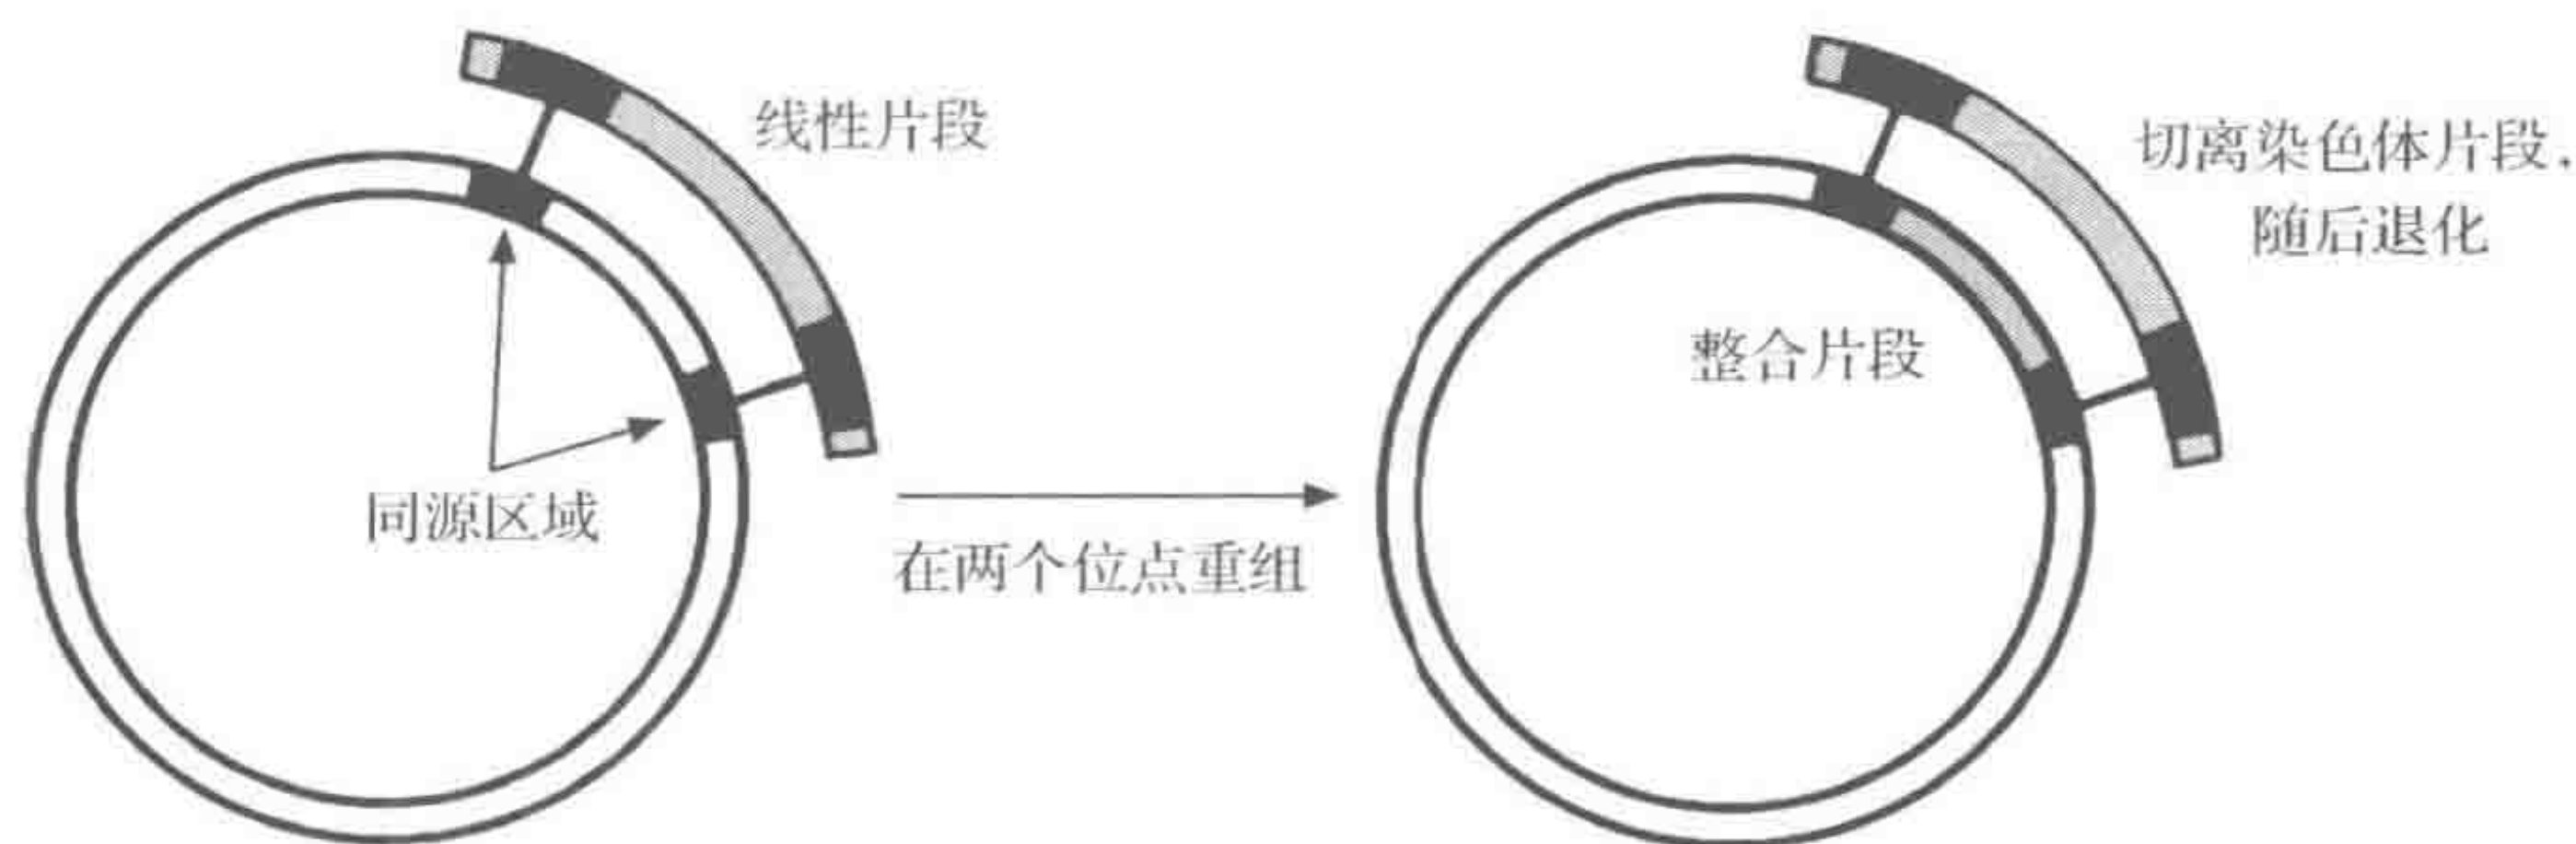 线性片段
同源区域
在两个位点重组
切离染色体片段.
随后退化
整合片段